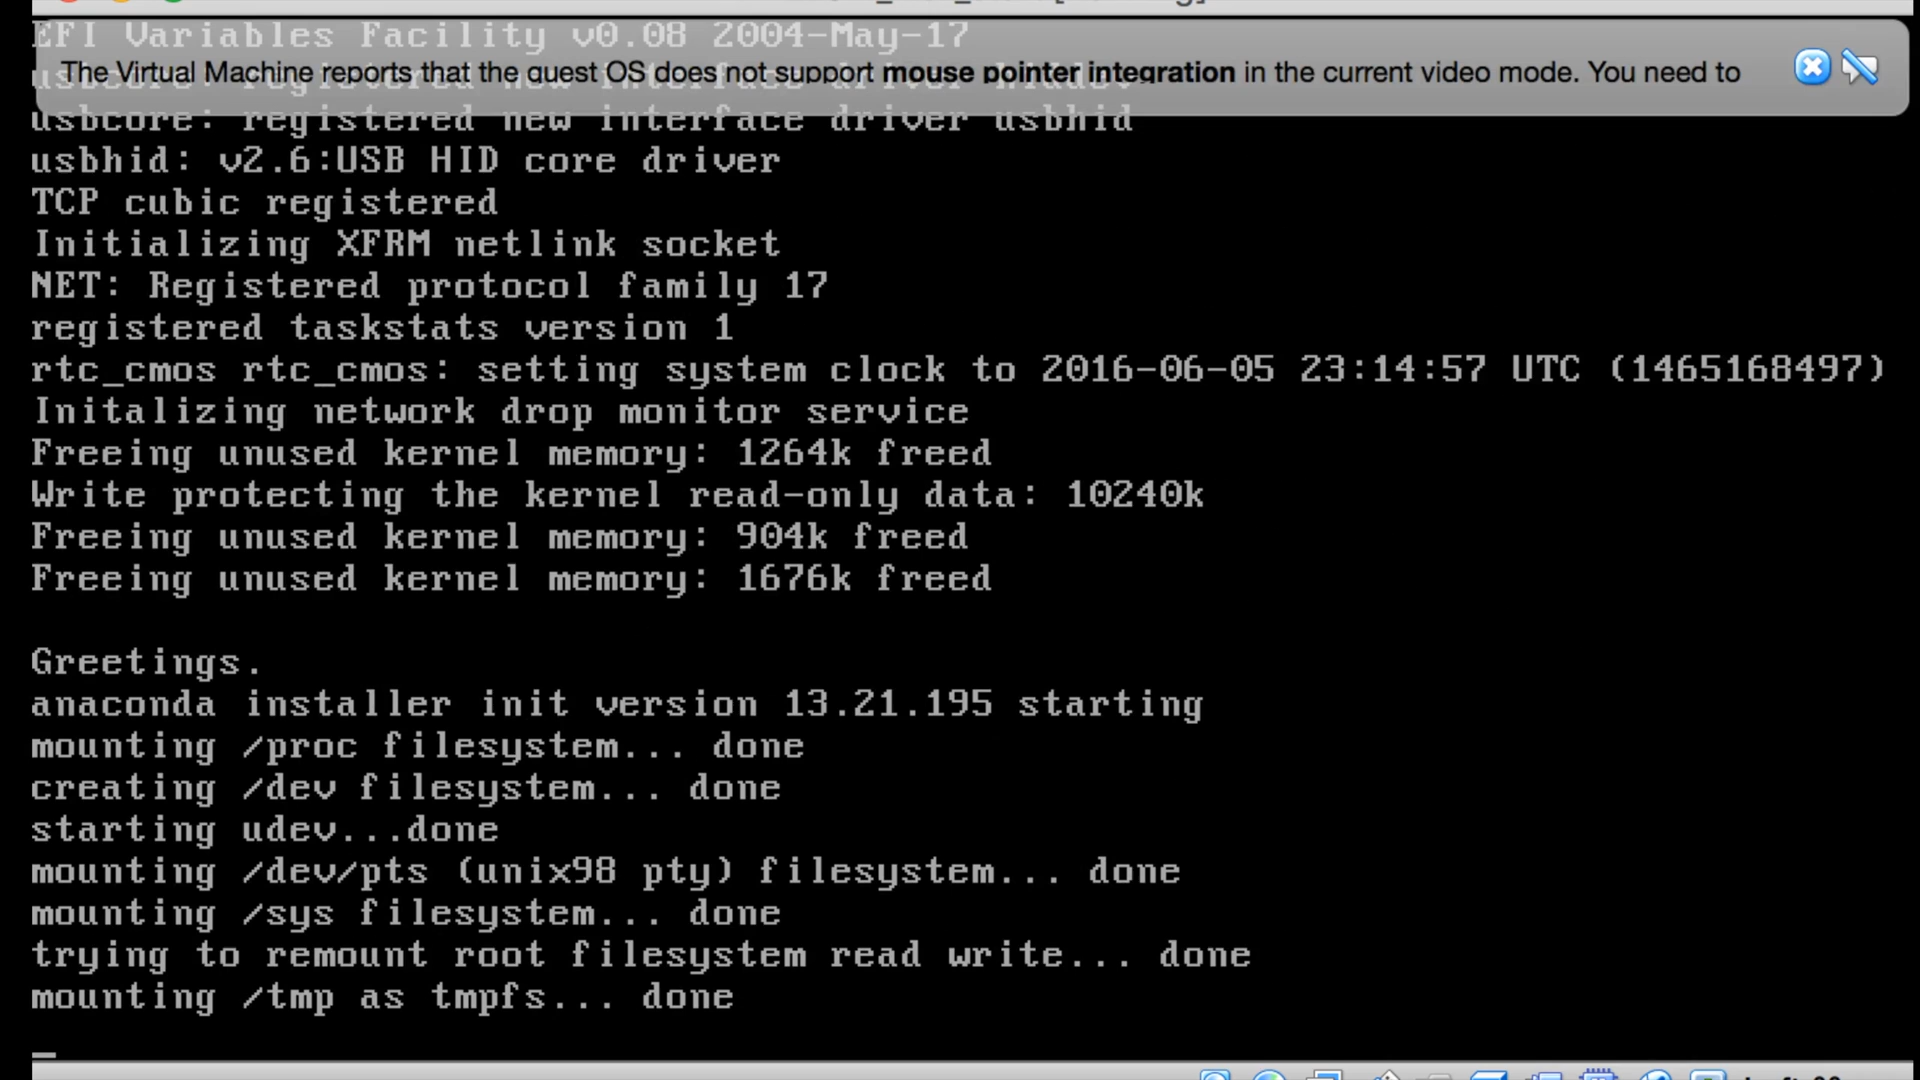 EFI Variables Facility v0.08 2004-May-17
The Virtual Machine reports that the guest OS does not support mouse pointer integration in the current video mode. You need to
usbcore: registered new interface driver hiddev
usbcore: registered new interface driver usbhid
usbhid: v2.6:USB HID core driver
TCP cubic registered
Initializing XFRM netlink socket
NET: Registered protocol family 17
registered taskstats version 1
rtc_cmos rtc_cmos: setting system clock to 2016-06-05 23:14:57 UTC (1465168497)
Initalizing network drop monitor service
Freeing unused kernel memory: 1264k freed
Write protecting the kernel read-only data: 10240k
Freeing unused kernel memory: 904k freed
Freeing unused kernel memory: 1676k freed
Greetings.
anaconda installer init version 13.21.195 starting
mounting /proc filesystem... done
creating /dev filesystem... done
starting udev...done
mounting /dev/pts (unix98 pty) filesystem... done
mounting /sys filesystem... done
trying to remount root filesystem read write... done
mounting /tmp as tmpfs... done